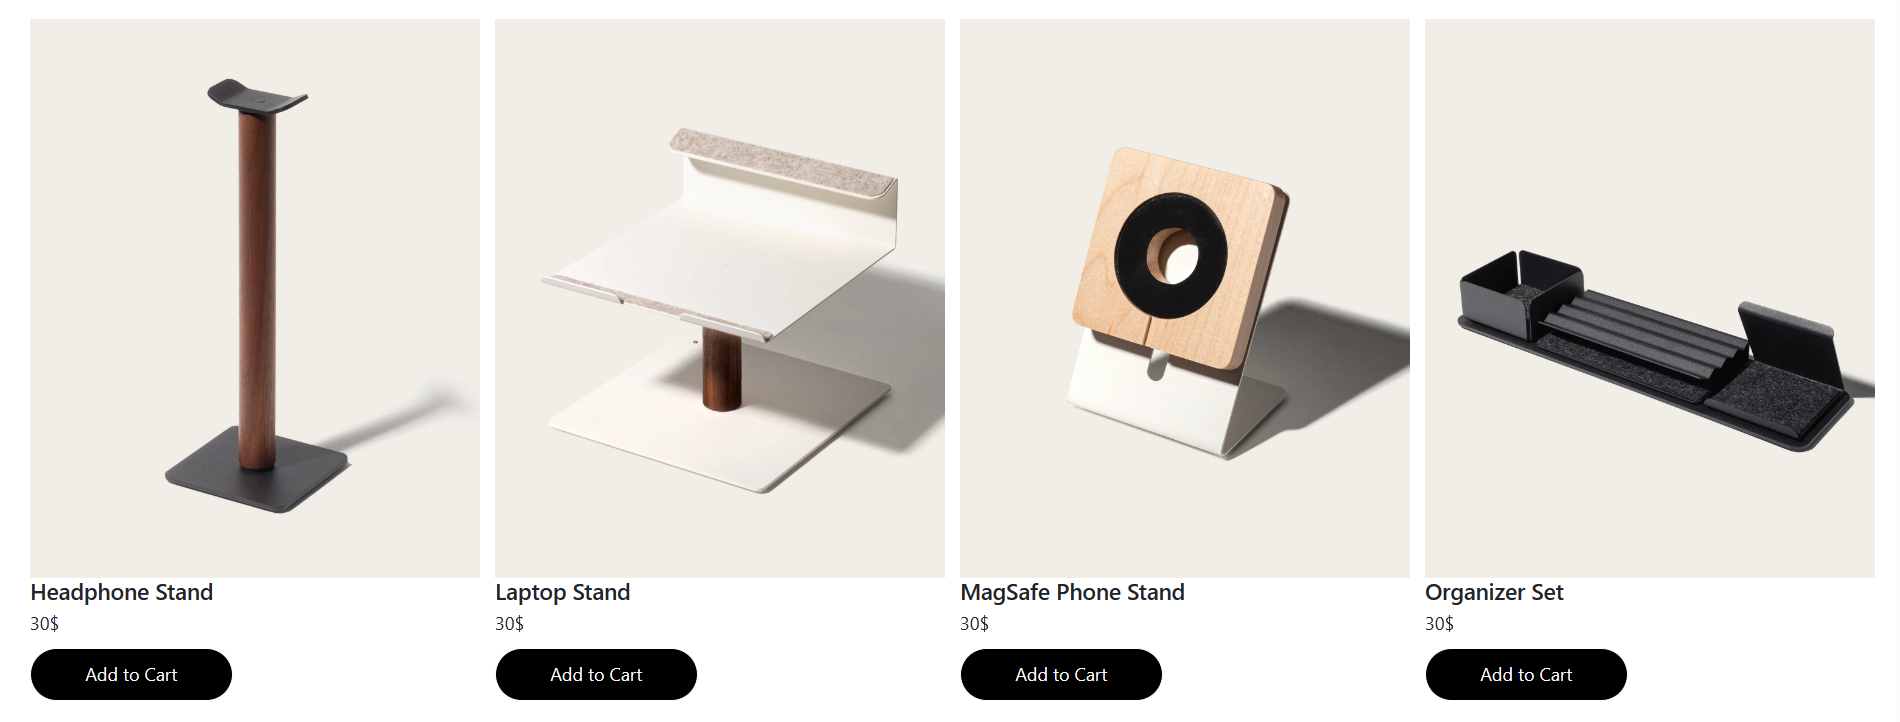 Headphone Stand
30$
Add to Cart
Laptop Stand
30$
Add to Cart
MagSafe Phone Stand
30$
Add to Cart
Organizer Set
30$
Add to Cart